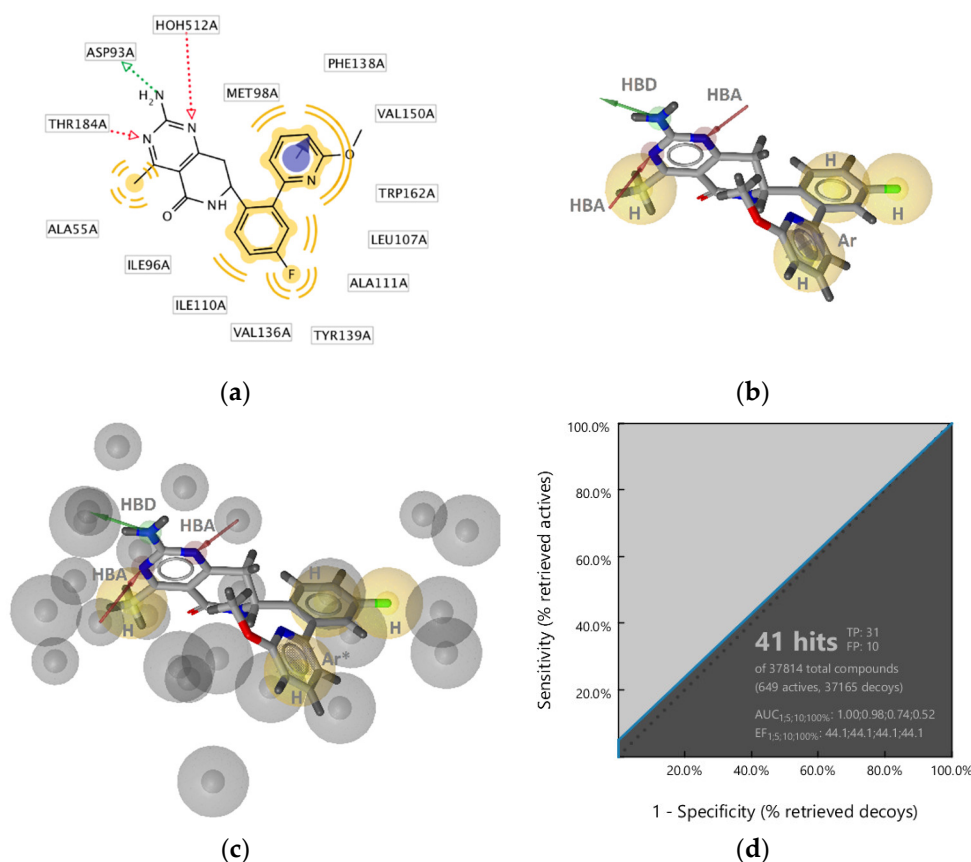 HOH512A
ASP93A
PHE138A
H₂N
MET98A
VAL150A
THR184A
N
N
O
N
TRP162A
O
NH
ALA55A
LEU107A
ILE96A
F
ALA111A
ILE110A
VAL136A
TYR139A
(a)
HBD
HBA
H
HBA
H
H
Ar
H
(b)
HBD
HBA
HBA
H
H
H
Ar*
H
(c)
100.0%
80.0%
60.0%
40.0%
20.0%
Sensitivity (% retrieved actives)
41 hits
TP: 31
FP: 10
of 37814 total compounds
(649 actives, 37165 decoys)
AUC1;5;10;100%: 1.00;0.98;0.74;0.52
EF1;5;10;100%: 44.1;44.1;44.1;44.1
20.0% 40.0% 60.0% 80.0% 100.0%
1 - Specificity (% retrieved decoys)
(d)